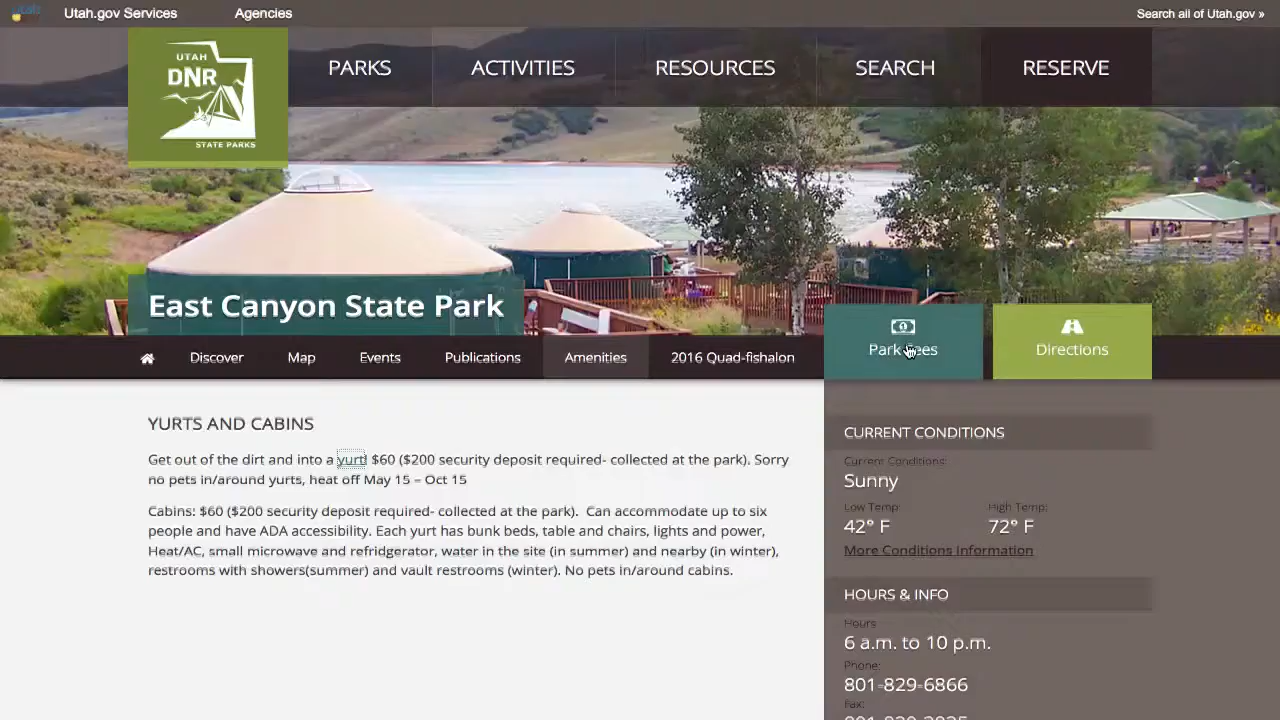 Utah.gov Services Agencies Search all of Utah.gov »
UTAH
DNR
STATE PARKS
PARKS ACTIVITIES RESOURCES SEARCH RESERVE
East Canyon State Park
Discover Map Events Publications Amenities 2016 Quad-fishalon
Park Fees
Directions
YURTS AND CABINS
Get out of the dirt and into a yurt! $60 ($200 security deposit required- collected at the park). Sorry
no pets in/around yurts, heat off May 15 – Oct 15
Cabins: $60 ($200 security deposit required- collected at the park).  Can accommodate up to six
people and have ADA accessibility. Each yurt has bunk beds, table and chairs, lights and power,
Heat/AC, small microwave and refridgerator, water in the site (in summer) and nearby (in winter),
restrooms with showers(summer) and vault restrooms (winter). No pets in/around cabins.
CURRENT CONDITIONS
Current Conditions:
Sunny
Low Temp: High Temp:
42° F 72° F
More Conditions Information
HOURS & INFO
Hours
6 a.m. to 10 p.m.
Phone:
801-829-6866
Fax: